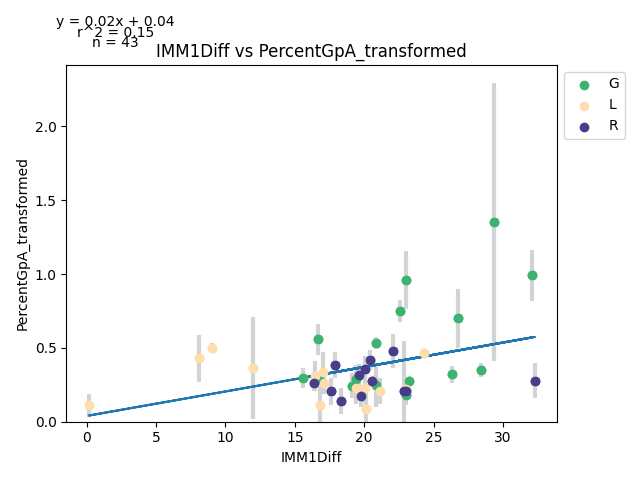 y = 0.02x + 0.04
r^2 = 0.15
n = 43
IMM1Diff vs PercentGpA_transformed
G
L
R
2.0
1.5
1.0
0.5
0.0
PercentGpA_transformed
0 5 10 15 20 25 30
IMM1Diff